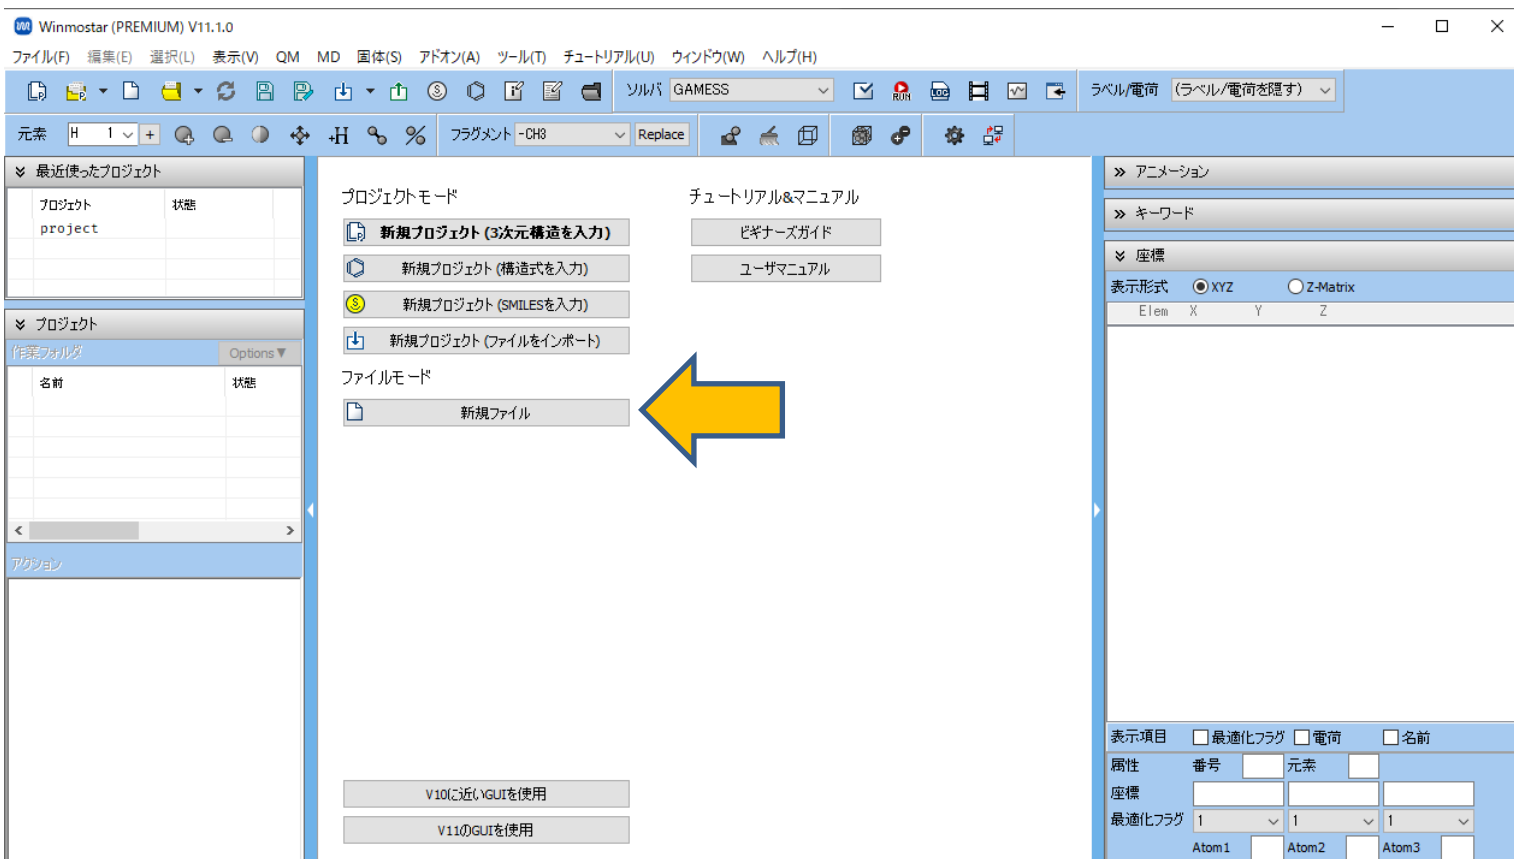 Winmostar (PREMIUM) V11.1.0
ファイル(F) 編集(E) 選択(L) 表示(V) QM MD 固体(S) アドオン(A) ツール(T) チュートリアル(U) ウィンドウ(W) ヘルプ(H)
ソルバ GAMESS RUN LOG ラベル/電荷 (ラベル/電荷を隠す)
元素 H 1 + +H フラグメント -CH3 Replace
最近使ったプロジェクト
プロジェクト 状態
project
プロジェクト
作業フォルダ Options▼
名前 状態
アクション
プロジェクトモード
新規プロジェクト(3次元構造を入力)
新規プロジェクト(構造式を入力)
新規プロジェクト(SMILESを入力)
新規プロジェクト(ファイルをインポート)
ファイルモード
新規ファイル
V10に近いGUIを使用
V11のGUIを使用
チュートリアル&マニュアル
ビギナーズガイド
ユーザマニュアル
アニメーション
キーワード
座標
表示形式 XYZ Z-Matrix
Elem X Y Z
表示項目 最適化フラグ 電荷 名前
属性 番号 元素
座標
最適化フラグ 1 1 1
Atom1 Atom2 Atom3